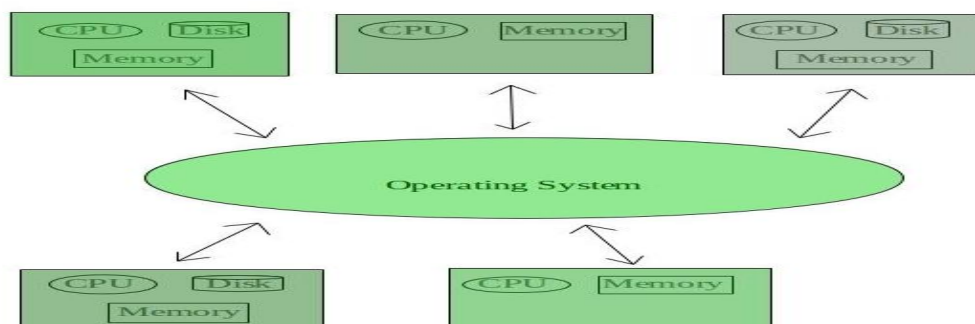 CPU Disk
Memory
CPU Memory
CPU Disk
Memory
Operating System
CPU Disk
Memory
CPU Memory